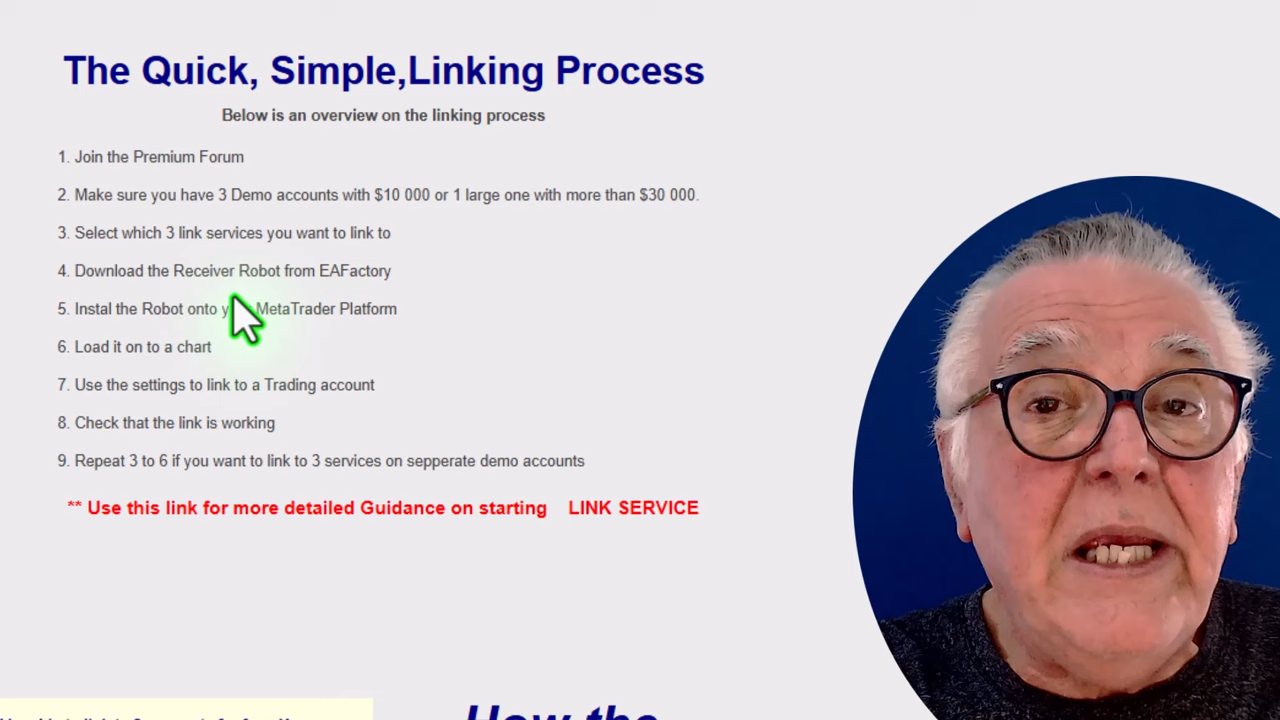 The Quick, Simple,Linking Process
Below is an overview on the linking process
1. Join the Premium Forum
2. Make sure you have 3 Demo accounts with $10 000 or 1 large one with more than $30 000.
3. Select which 3 link services you want to link to
4. Download the Receiver Robot from EAFactory
5. Instal the Robot onto MetaTrader Platform
6. Load it on to a chart
7. Use the settings to link to a Trading account
8. Check that the link is working
9. Repeat 3 to 6 if you want to link to 3 services on sepperate demo accounts
** Use this link for more detailed Guidance on starting LINK SERVICE
How the